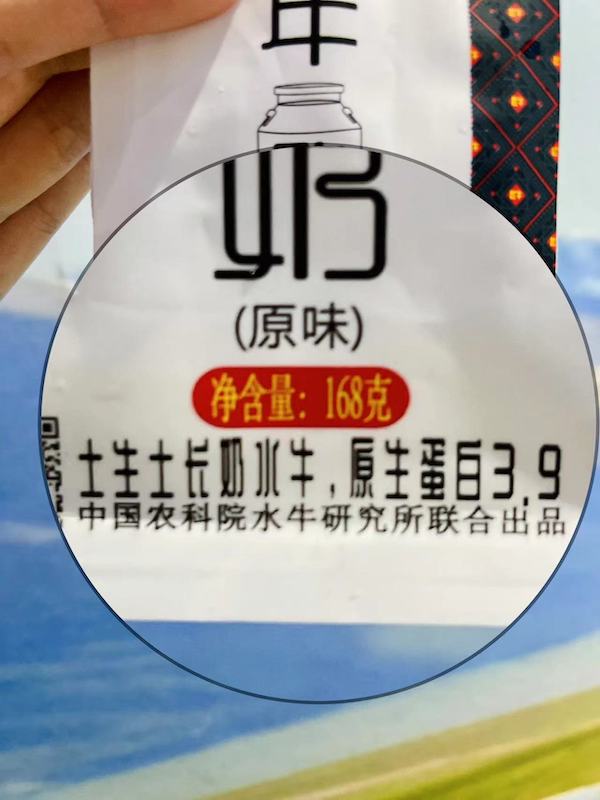 奶
(原味)
净含量：168克
土生土长奶水牛，原生蛋白3.9
中国农科院水牛研究所联合出品